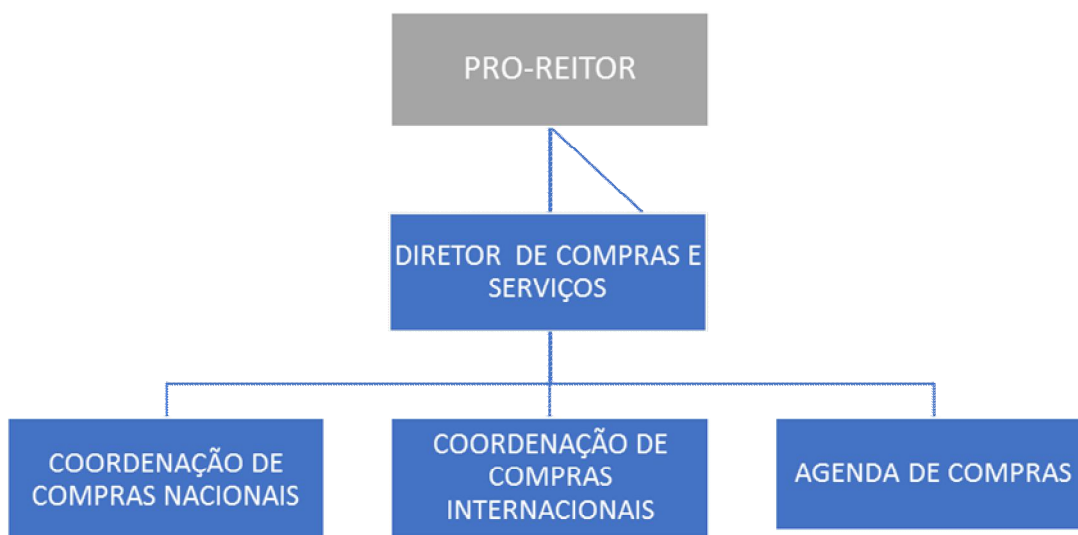 PRO-REITOR
DIRETOR DE COMPRAS E
SERVIÇOS
COORDENAÇÃO DE
COMPRAS NACIONAIS
COORDENAÇÃO DE
COMPRAS
INTERNACIONAIS
AGENDA DE COMPRAS